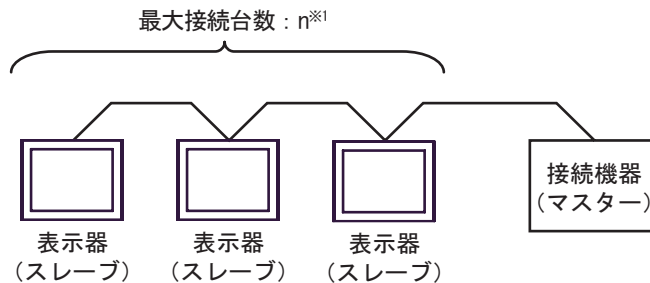 最大接続台数：n※1
接続機器
（マスター）
表示器
（スレーブ）
表示器
（スレーブ）
表示器
（スレーブ）